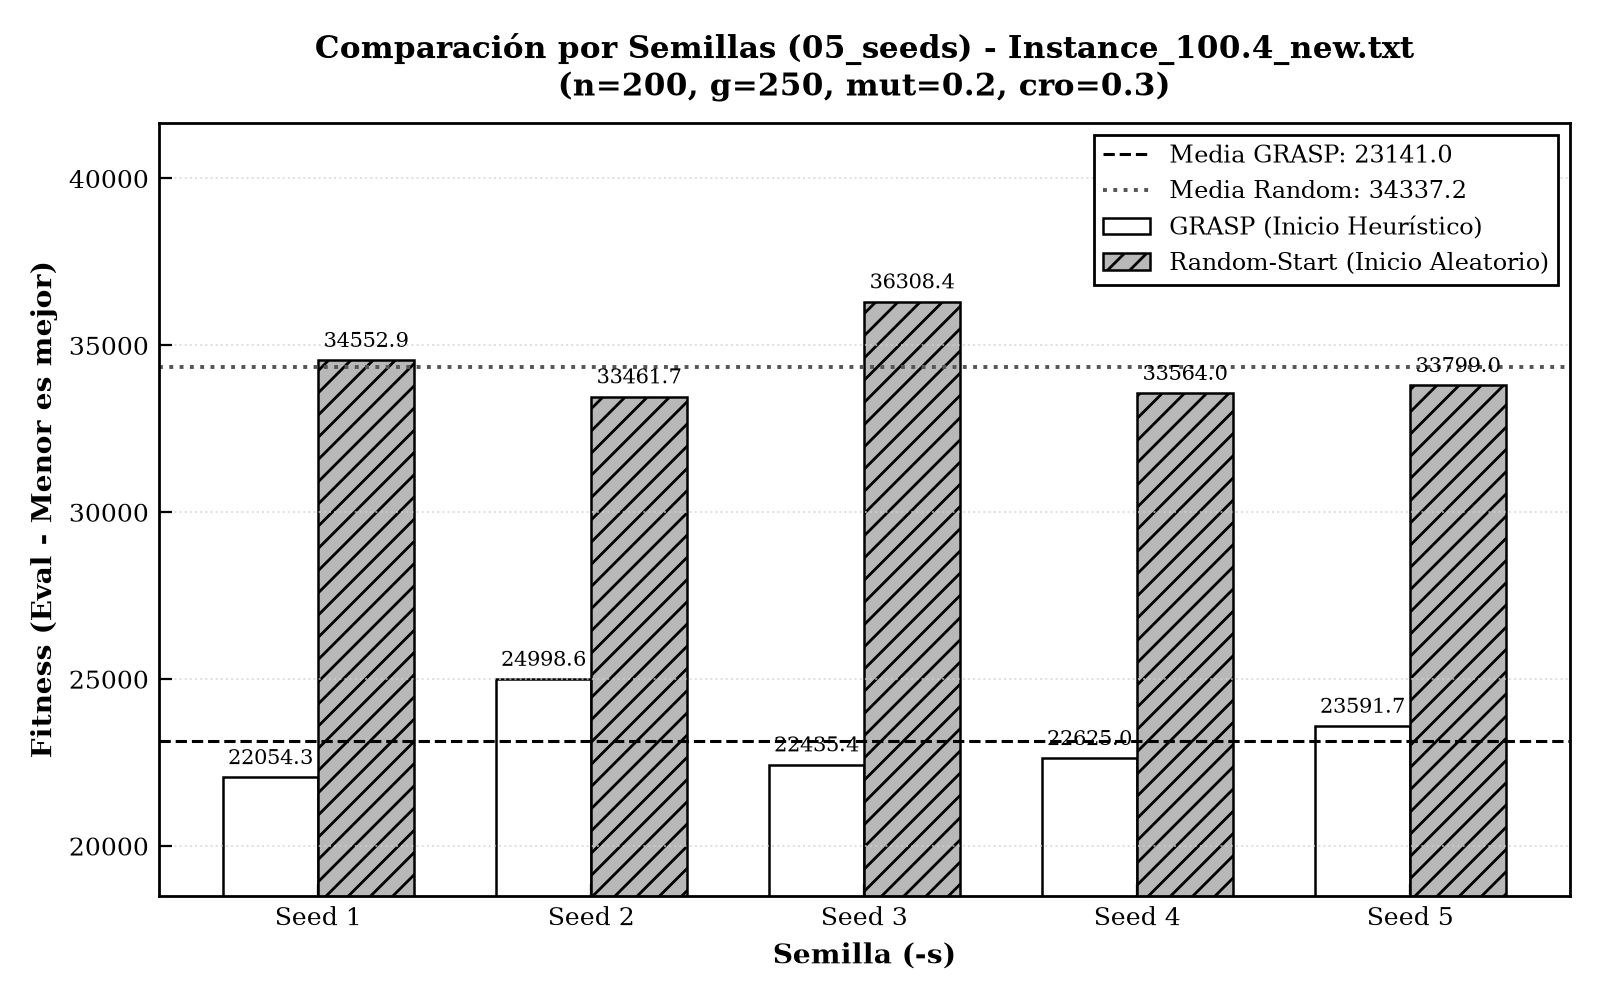 Comparación por Semillas (05_seeds) - Instance_100.4_new.txt
(n=200, g=250, mut=0.2, cro=0.3)
Fitness (Eval - Menor es mejor)
40000
35000
30000
25000
20000
Media GRASP: 23141.0
Media Random: 34337.2
GRASP (Inicio Heurístico)
Random-Start (Inicio Aleatorio)
22054.3
34552.9
24998.6
33461.7
22435.4
36308.4
22625.0
33564.0
23591.7
33799.0
Seed 1
Seed 2
Seed 3
Seed 4
Seed 5
Semilla (-s)